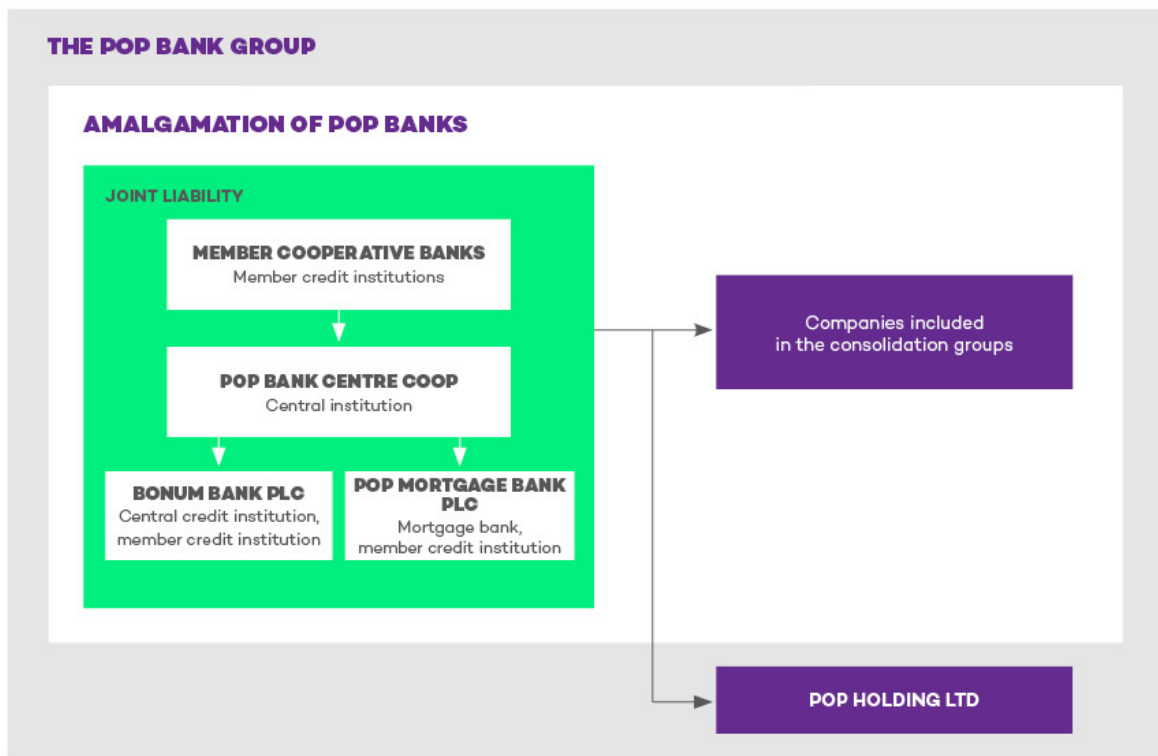 THE POP BANK GROUP
AMALGAMATION OF POP BANKS
JOINT LIABILITY
MEMBER COOPERATIVE BANKS
Member credit institutions
POP BANK CENTRE COOP
Central institution
BONUM BANK PLC
Central credit institution,
member credit institution
POP MORTGAGE BANK
PLC
Mortgage bank,
member credit institution
Companies included
in the consolidation groups
POP HOLDING LTD